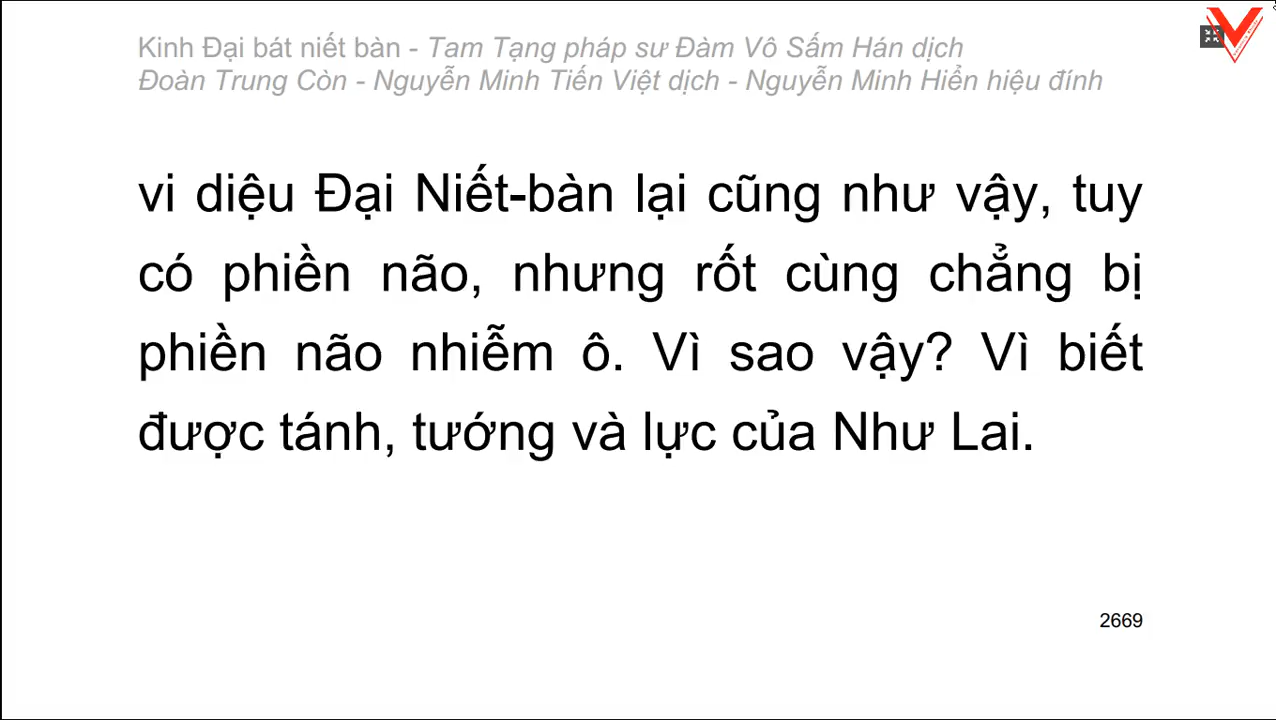 Kinh Đại bát niết bàn - Tam Tạng pháp sư Đàm Vô Sấm Hán dịch
Đoàn Trung Còn - Nguyễn Minh Tiến Việt dịch - Nguyễn Minh Hiển hiệu đính
vi diệu Đại Niết-bàn lại cũng như vậy, tuy
có phiền não, nhưng rốt cùng chẳng bị
phiền não nhiễm ô. Vì sao vậy? Vì biết
được tánh, tướng và lực của Như Lai.
2669